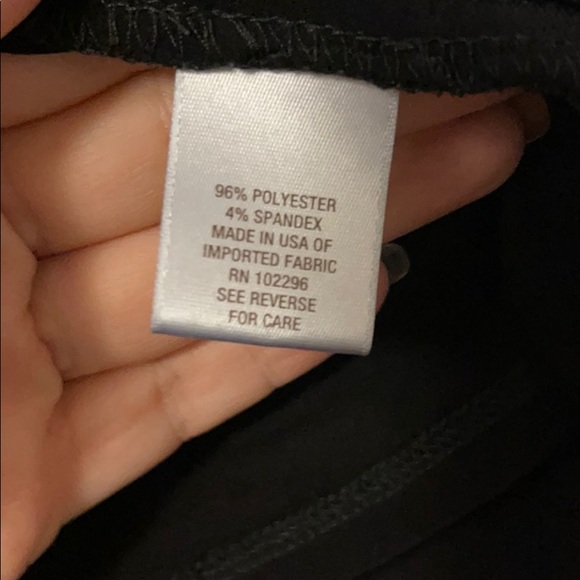 96% POLYESTER
4% SPANDEX
MADE IN USA OF
IMPORTED FABRIC
RN 102296
SEE REVERSE
FOR CARE